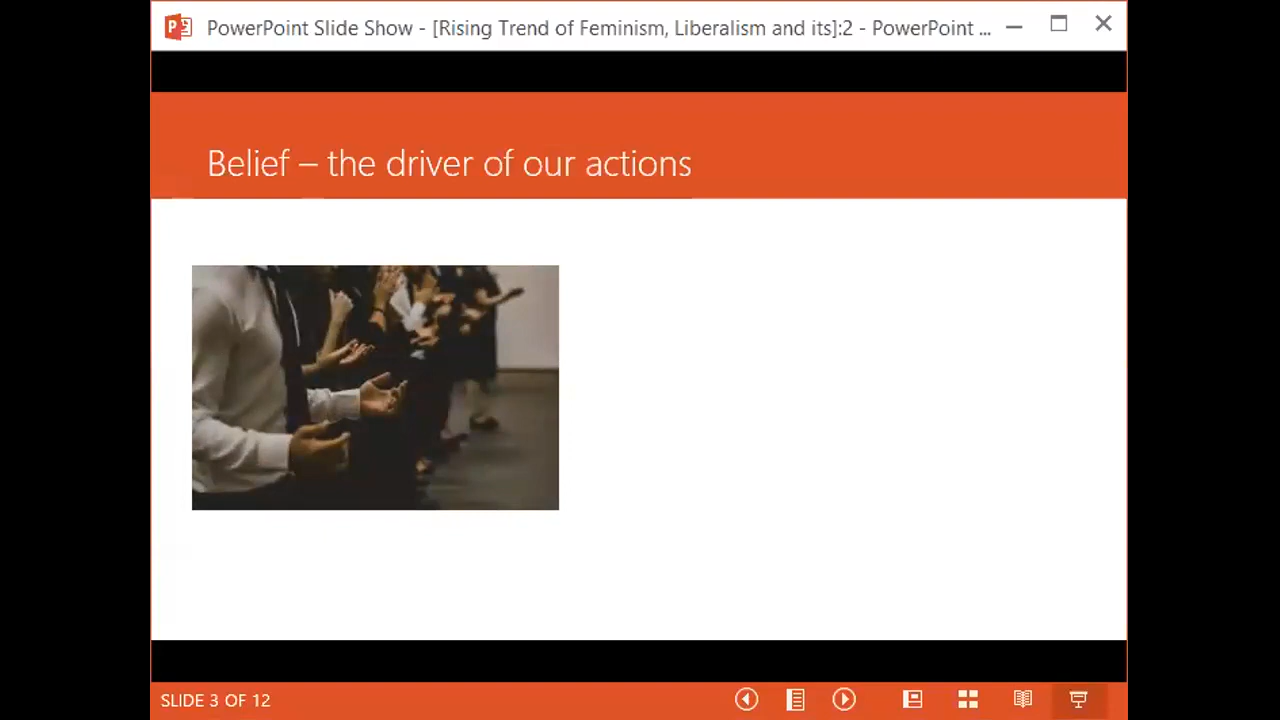 PowerPoint Slide Show - [Rising Trend of Feminism, Liberalism and its]:2 - PowerPoint ...
Belief – the driver of our actions
SLIDE 3 OF 12